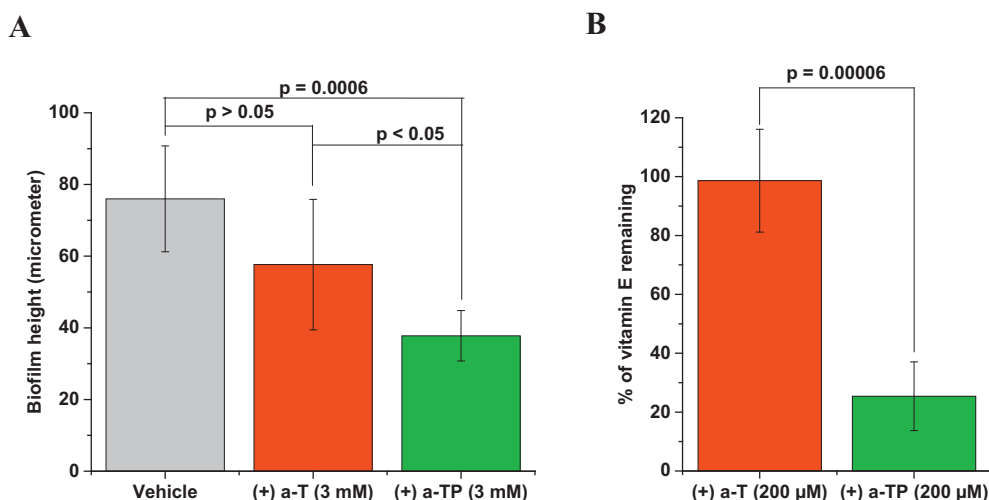 A
p = 0.0006
p > 0.05
p < 0.05
100
80
60
40
20
0
Biofilm height (micrometer)
Vehicle
(+) a-T (3 mM)
(+) a-TP (3 mM)
B
p = 0.00006
120
100
80
60
40
20
0
% of vitamin E remaining
(+) a-T (200 µM)
(+) a-TP (200 µM)